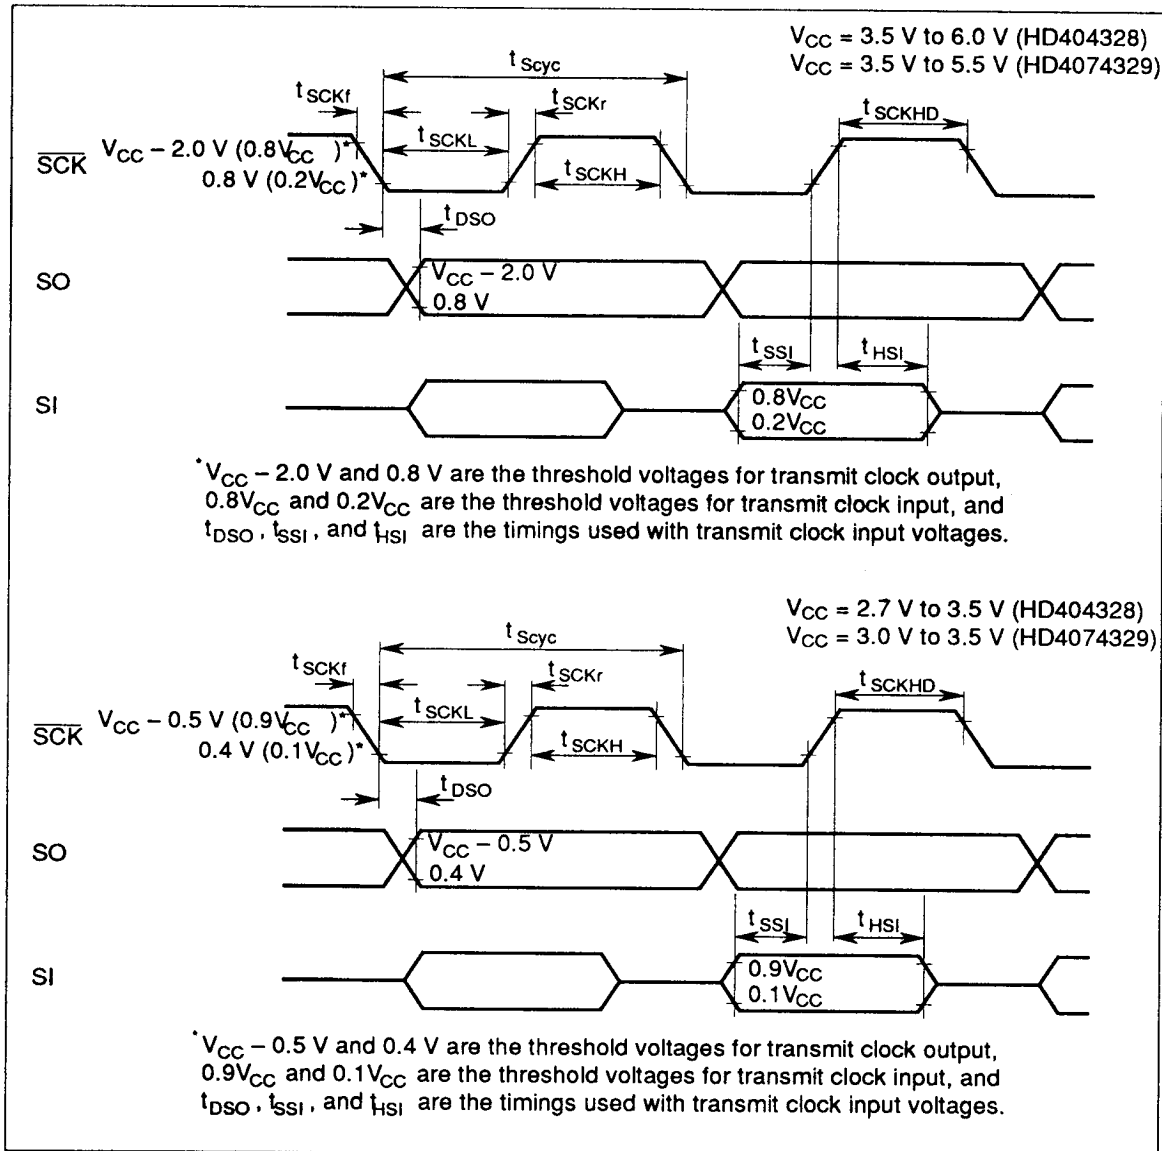 VCC = 3.5 V to 6.0 V (HD404328)
VCC = 3.5 V to 5.5 V (HD4074329)
tScyc
tSCKf
tSCKr
tSCKHD
tSCKL
SCK
VCC – 2.0 V (0.8VCC )*
0.8 V (0.2VCC)*
tSCKH
tDSO
SO
VCC – 2.0 V
0.8 V
tSSI
tHSI
SI
0.8VCC
0.2VCC
*VCC – 2.0 V and 0.8 V are the threshold voltages for transmit clock output,
0.8VCC and 0.2VCC are the threshold voltages for transmit clock input, and
tDSO, tSSI, and tHSI are the timings used with transmit clock input voltages.
VCC = 2.7 V to 3.5 V (HD404328)
VCC = 3.0 V to 3.5 V (HD4074329)
tScyc
tSCKf
tSCKr
tSCKHD
tSCKL
SCK
VCC – 0.5 V (0.9VCC )*
0.4 V (0.1VCC)*
tSCKH
tDSO
SO
VCC – 0.5 V
0.4 V
tSSI
tHSI
SI
0.9VCC
0.1VCC
*VCC – 0.5 V and 0.4 V are the threshold voltages for transmit clock output,
0.9VCC and 0.1VCC are the threshold voltages for transmit clock input, and
tDSO, tSSI, and tHSI are the timings used with transmit clock input voltages.